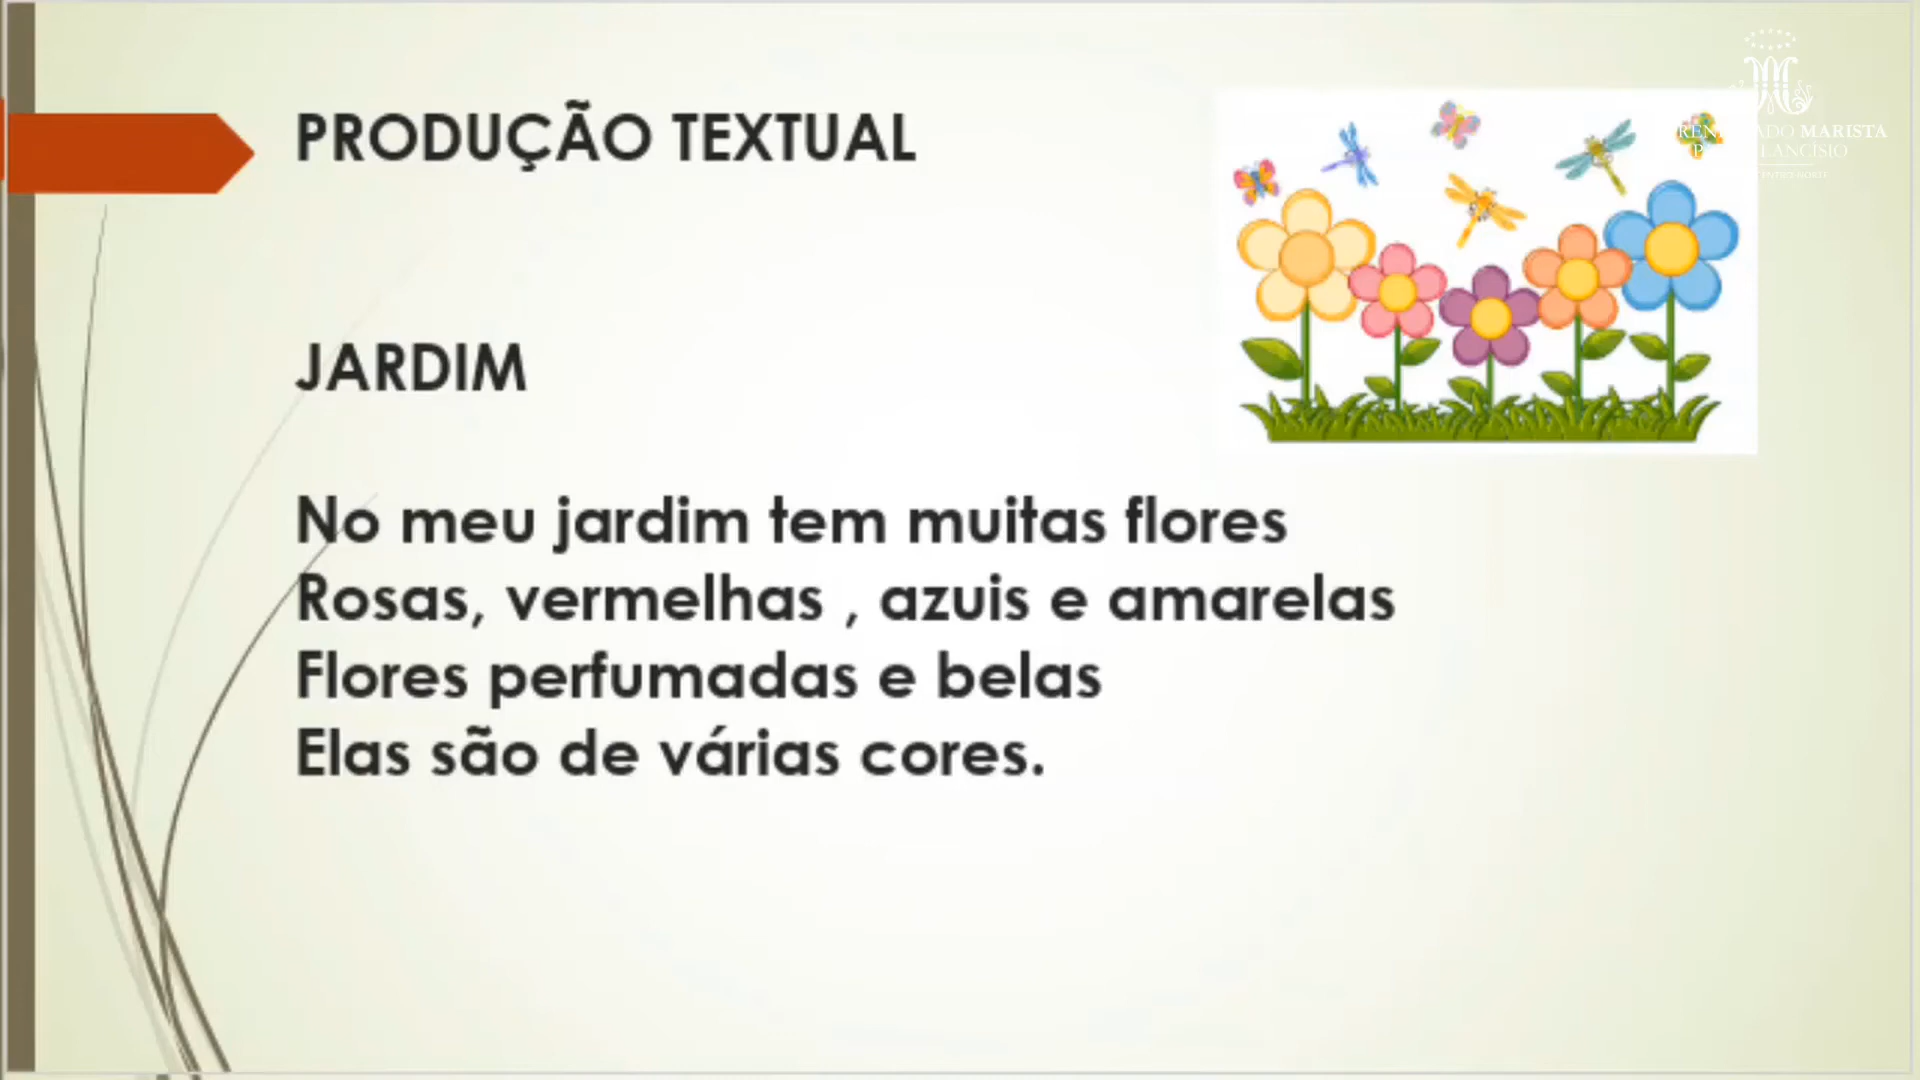 PRODUÇÃO TEXTUAL
MARISTA
JARDIM
No meu jardim tem muitas flores
Rosas, vermelhas , azuis e amarelas
Flores perfumadas e belas
Elas são de várias cores.